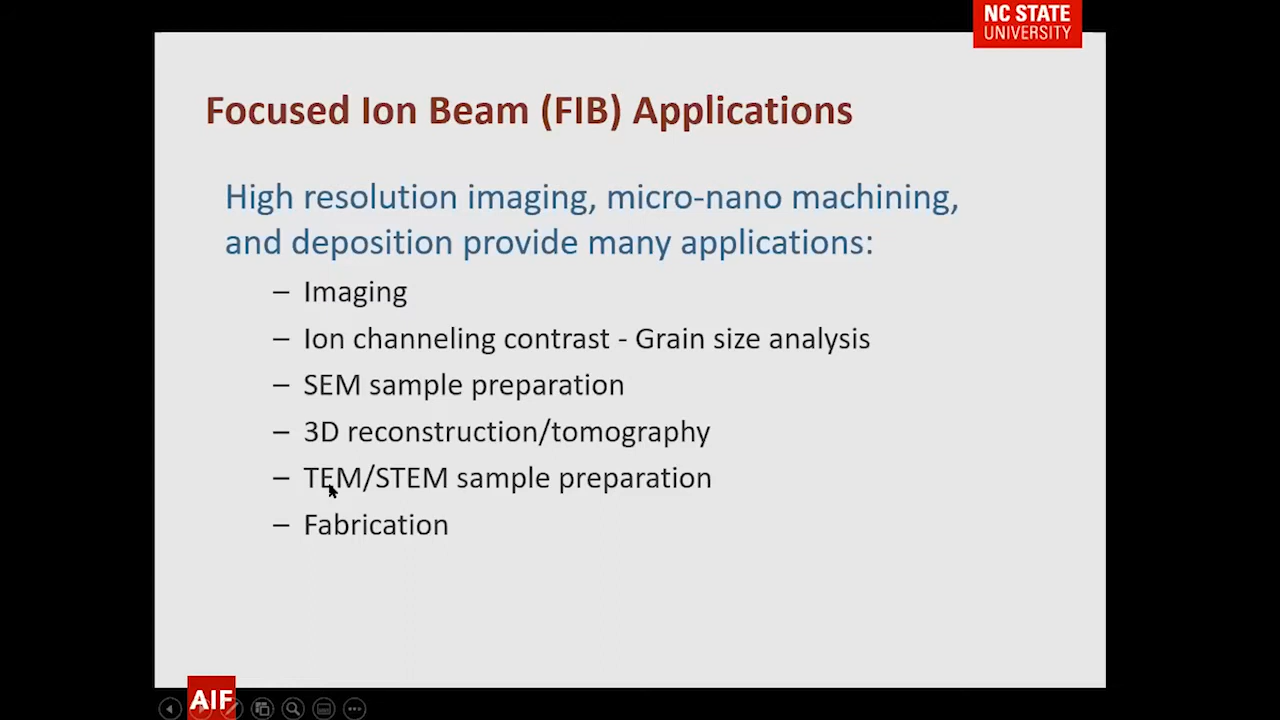 NC STATE
UNIVERSITY
Focused Ion Beam (FIB) Applications
High resolution imaging, micro-nano machining,
and deposition provide many applications:
– Imaging
– Ion channeling contrast - Grain size analysis
– SEM sample preparation
– 3D reconstruction/tomography
– TEM/STEM sample preparation
– Fabrication
AIF